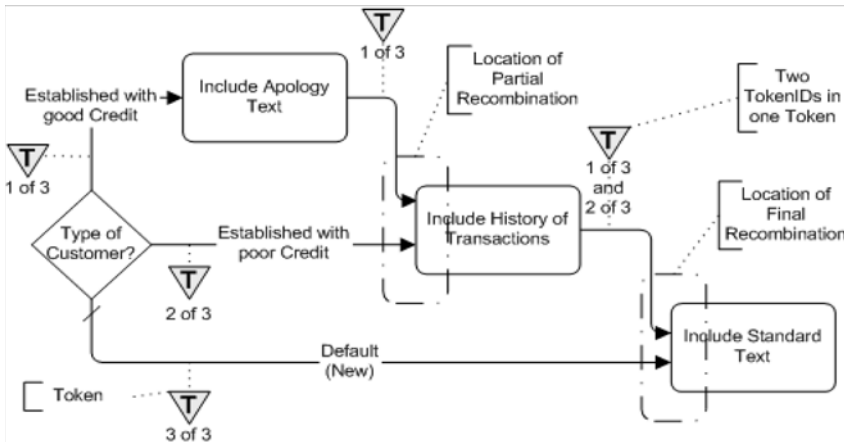 T
1 of 3
Include Apology
Text
Location of
Partial
Recombination
Two
TokenIDs in
one Token
Established with
good Credit
T
1 of 3
T
1 of 3
and
2 of 3
Type of
Customer?
Established with
poor Credit
Include History of
Transactions
Location of
Final
Recombination
T
2 of 3
Include Standard
Text
Default
(New)
Token
T
3 of 3